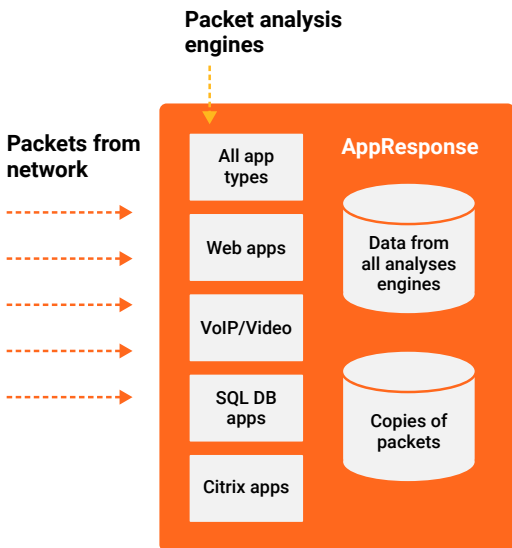 Packet analysis
engines
Packets from
network
AppResponse
All app
types
Web apps
VoIP/Video
SQL DB
apps
Citrix apps
Data from
all analyses
engines
Copies of
packets